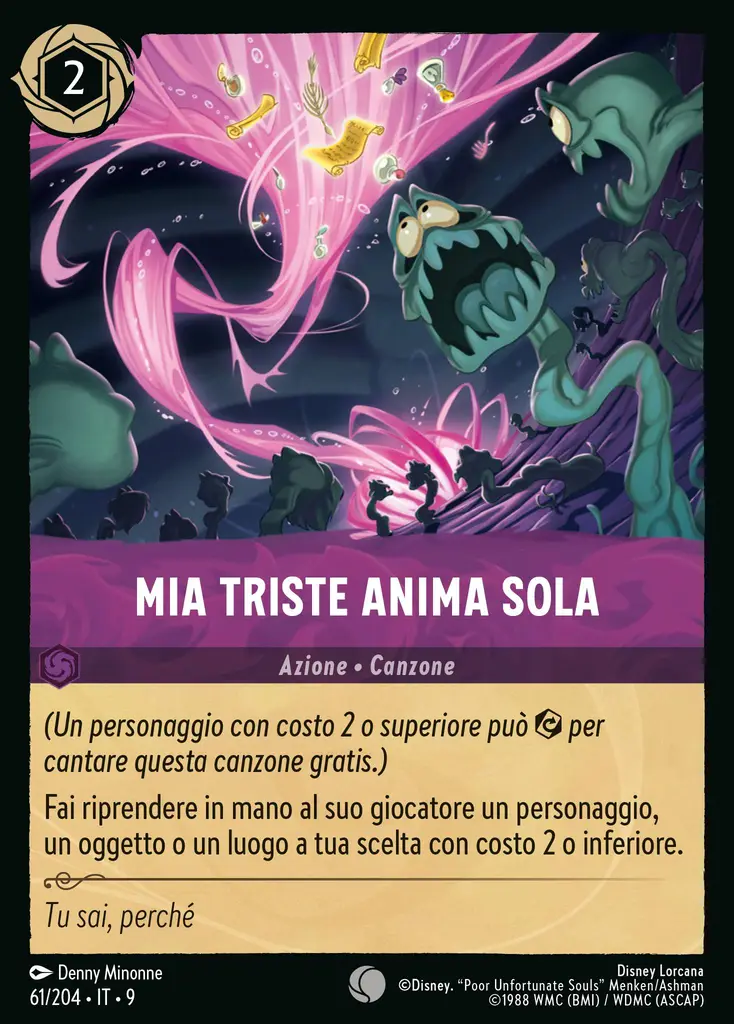 2
MIA TRISTE ANIMA SOLA
Azione • Canzone
(Un personaggio con costo 2 o superiore può per
cantare questa canzone gratis.)
Fai riprendere in mano al suo giocatore un personaggio,
un oggetto o un luogo a tua scelta con costo 2 o inferiore.
Tu sai, perché
Denny Minonne
61/204 • IT • 9
Disney Lorcana
©Disney. “Poor Unfortunate Souls” Menken/Ashman
©1988 WMC (BMI) / WDMC (ASCAP)